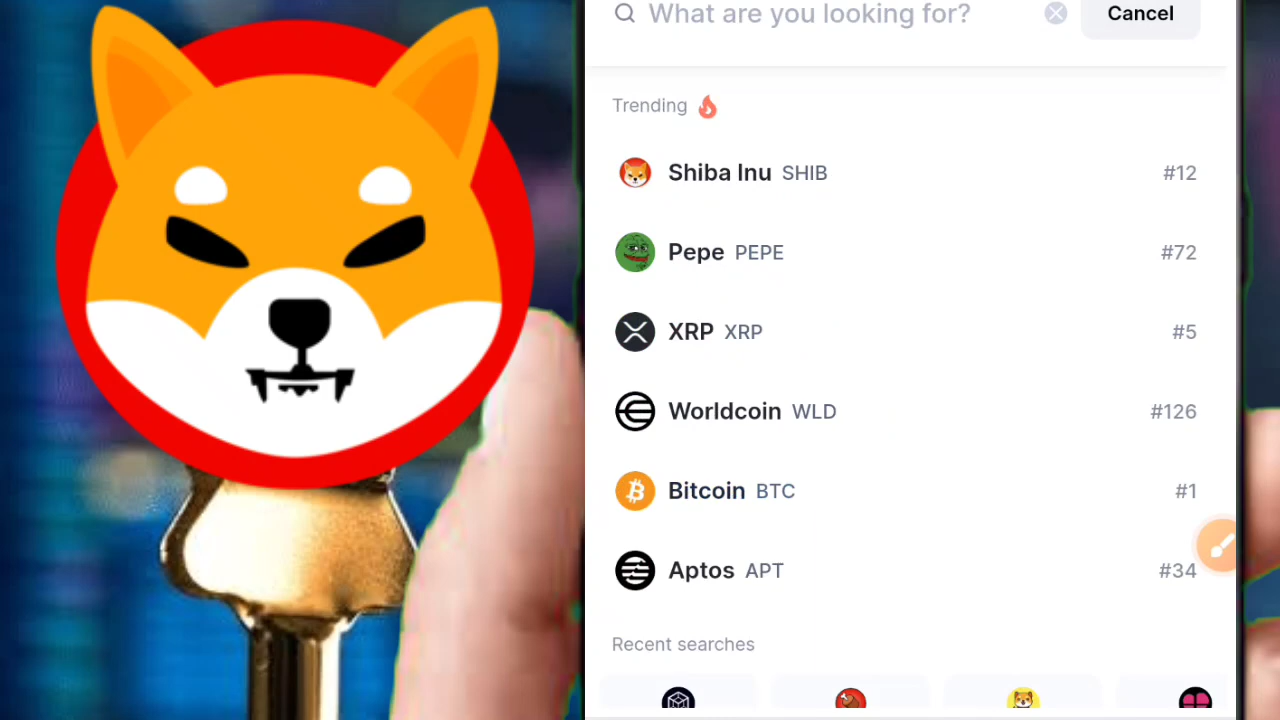 What are you looking for?
Cancel
Trending
Shiba Inu SHIB #12
Pepe PEPE #72
XRP XRP #5
Worldcoin WLD #126
Bitcoin BTC #1
Aptos APT #34
Recent searches